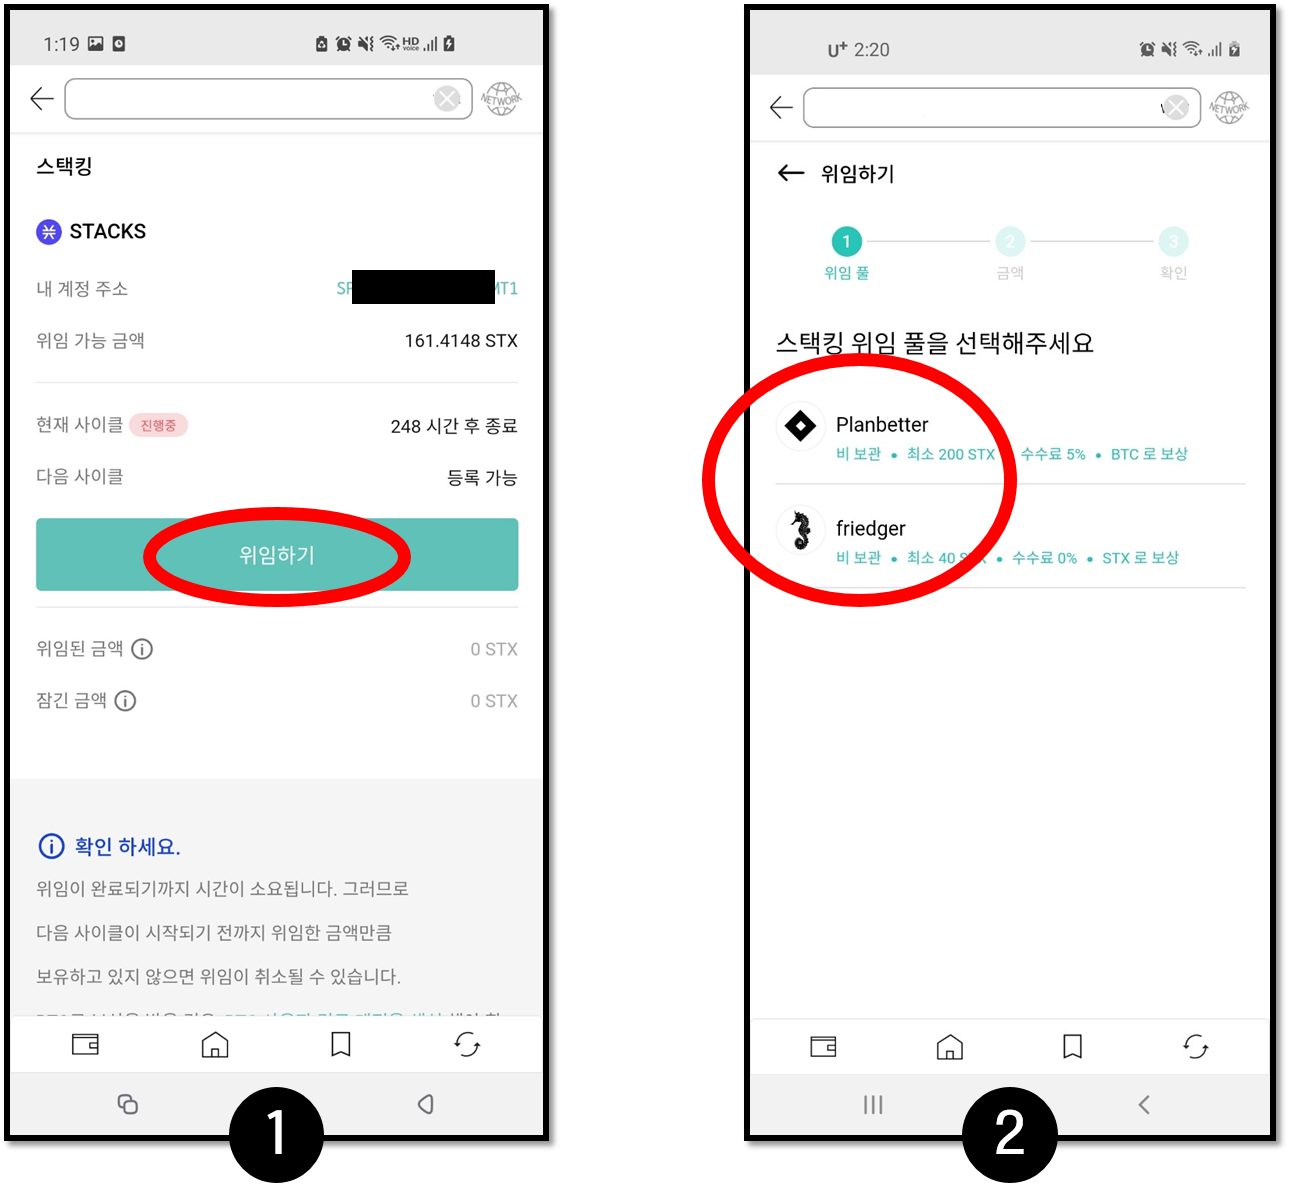 1:19
HD
voice
NETWORK
스택킹
STACKS
내 계정 주소
MT1
위임 가능 금액
161.4148 STX
현재 사이클
진행중
248 시간 후 종료
다음 사이클
등록 가능
위임하기
위임된 금액
0 STX
잠긴 금액
0 STX
확인 하세요.
위임이 완료되기까지 시간이 소요됩니다. 그러므로
다음 사이클이 시작되기 전까지 위임한 금액만큼
보유하고 있지 않으면 위임이 취소될 수 있습니다.
1
U+ 2:20
NETWORK
위임하기
1
2
3
위임 풀
금액
확인
스택킹 위임 풀을 선택해주세요
Planbetter
비 보관 • 최소 200 STX 수수료 5% • BTC 로 보상
friedger
비 보관 • 최소 40 STX • 수수료 0% • STX 로 보상
2